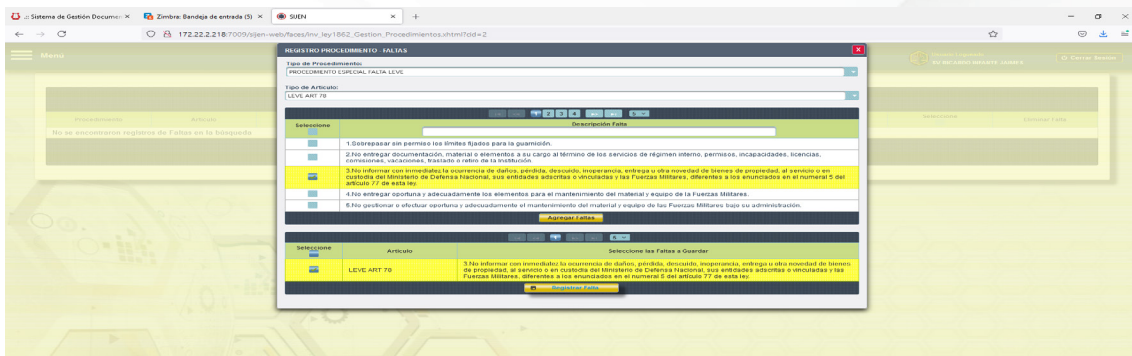 .:: Sistema de Gestión Documen ×
Zimbra: Bandeja de entrada (5) ×
SIJEN ×
+
172.22.2.218:7009/sijen-web/faces/inv_ley1862_Gestion_Procedimientos.xhtml?dd=2
Menú
Cerrar Sesion
Procedimiento Artículo
Seleccione Eliminar Falta
No se encontraron registros de Faltas en la búsqueda
REGISTRO PROCEDIMIENTO - FALTAS
Tipo de Procedimiento:
PROCEDIMIENTO ESPECIAL FALTA LEVE
Tipo de Artículo:
LEVE ART 78
1 2 3 4 5
Seleccione Descripción Falta
1.Sobrepasar sin permiso los límites fijados para la guarnición.
2.No entregar documentación, material o elementos a su cargo al término de los servicios de régimen interno, permisos, incapacidades, licencias,
comisiones, vacaciones, traslado o retiro de la Institución.
3.No informar con inmediatez la ocurrencia de daños, pérdida, descuido, inoperancia, entrega u otra novedad de bienes de propiedad, al servicio o en
custodia del Ministerio de Defensa Nacional, sus entidades adscritas o vinculadas y las Fuerzas Militares, diferentes a los enunciados en el numeral 5 del
artículo 77 de esta ley.
4.No entregar oportuna y adecuadamente los elementos para el mantenimiento del material y equipo de la Fuerzas Militares.
5.No gestionar o efectuar oportuna y adecuadamente el mantenimiento del material y equipo de las Fuerzas Militares bajo su administración.
Agregar Faltas
1 5
Seleccione Artículo Seleccione las Faltas a Guardar
LEVE ART 78
3.No informar con inmediatez la ocurrencia de daños, pérdida, descuido, inoperancia, entrega u otra novedad de bienes
de propiedad, al servicio o en custodia del Ministerio de Defensa Nacional, sus entidades adscritas o vinculadas y las
Fuerzas Militares, diferentes a los enunciados en el numeral 5 del artículo 77 de esta ley.
Registrar Falta